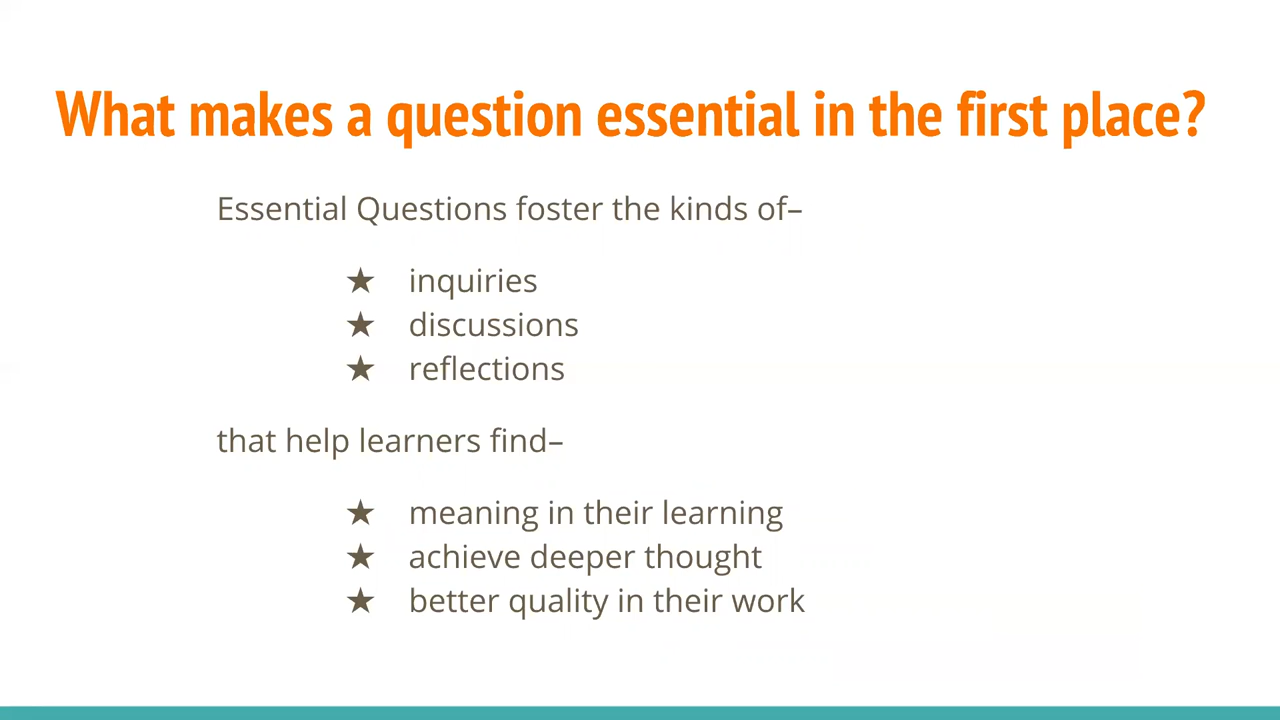 What makes a question essential in the first place?
Essential Questions foster the kinds of–
★ inquiries
★ discussions
★ reflections
that help learners find–
★ meaning in their learning
★ achieve deeper thought
★ better quality in their work